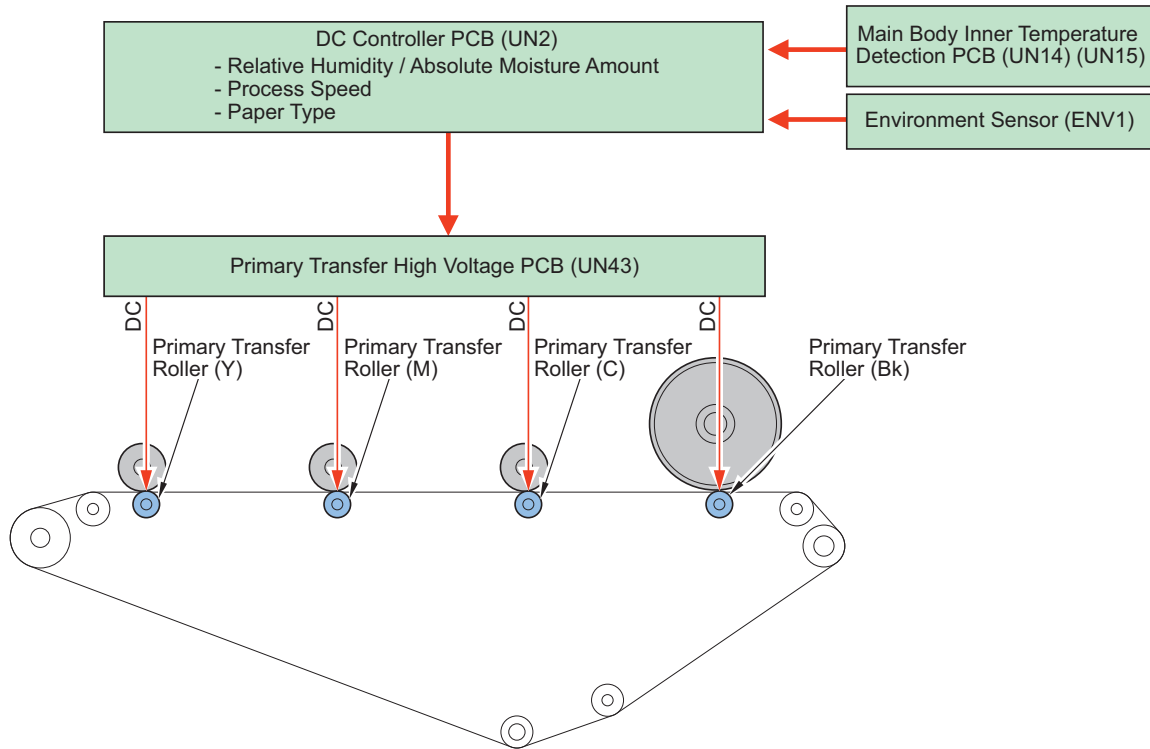 DC Controller PCB (UN2)
- Relative Humidity / Absolute Moisture Amount
- Process Speed
- Paper Type
Main Body Inner Temperature
Detection PCB (UN14) (UN15)
Environment Sensor (ENV1)
Primary Transfer High Voltage PCB (UN43)
DC
DC
DC
DC
Primary Transfer
Roller (Y)
Primary Transfer
Roller (M)
Primary Transfer
Roller (C)
Primary Transfer
Roller (Bk)